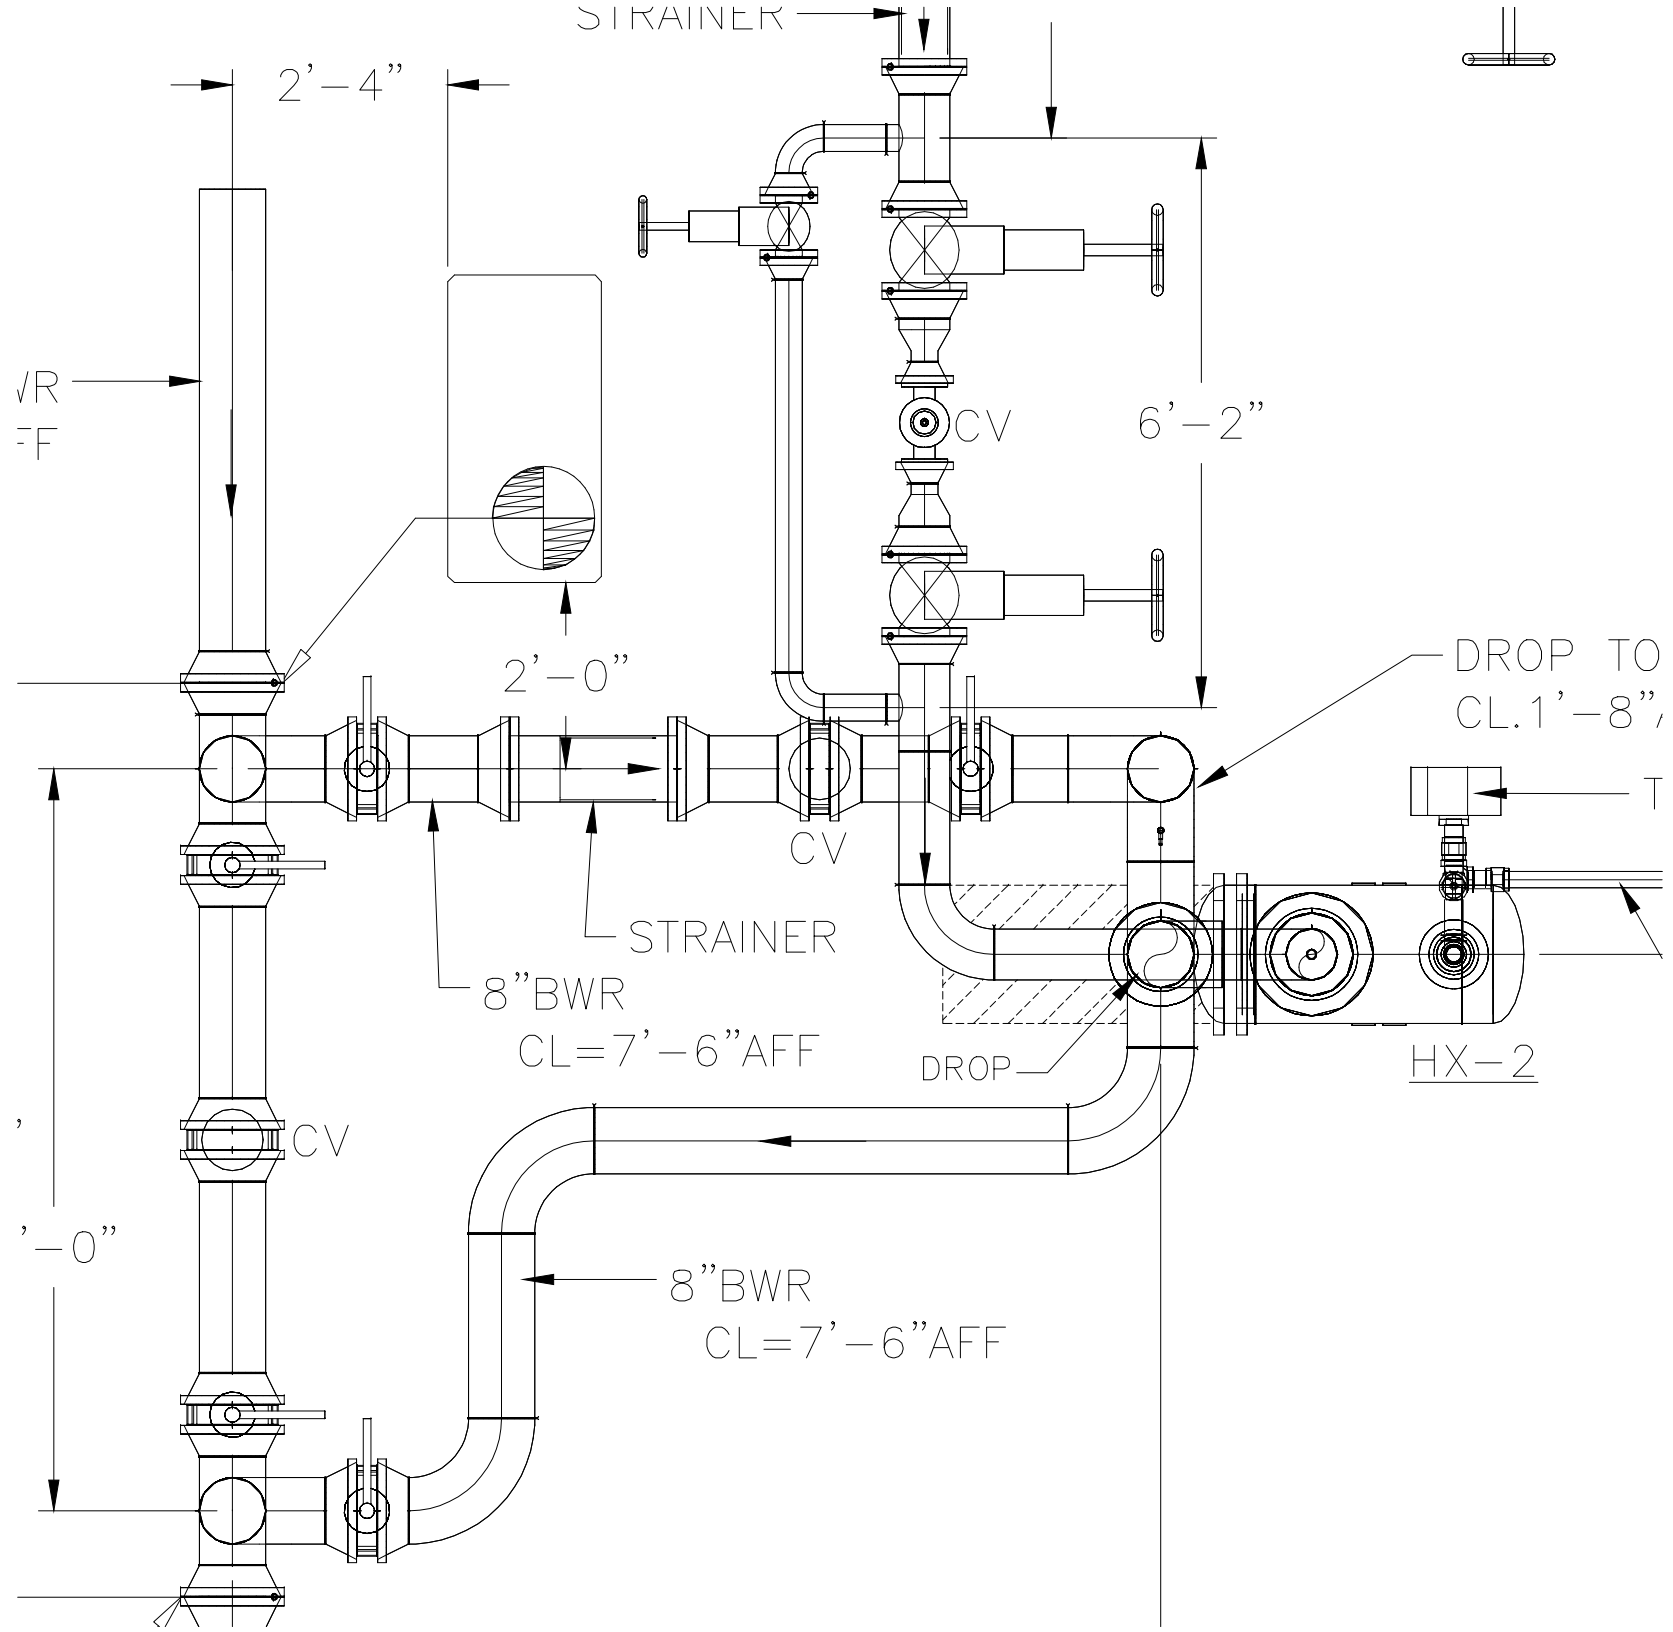 STRAINER
2'-4"
CV
6'-2"
2'-0"
DROP TO
CL.1'-8"
CV
STRAINER
8"BWR
CL=7'-6"AFF
DROP
HX-2
CV
'-0"
8"BWR
CL=7'-6"AFF